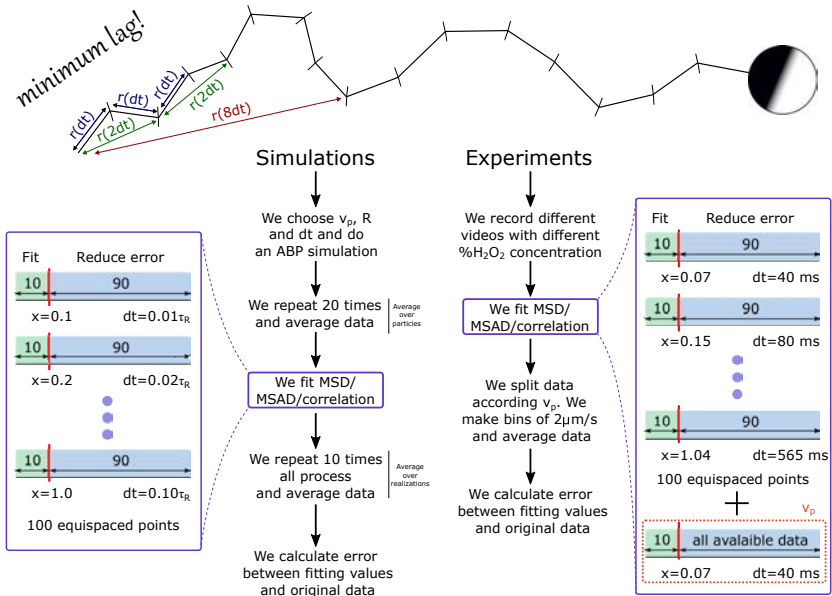 minimum lag!
r(dt)
r(dt)
r(dt)
r(2dt)
r(2dt)
r(8dt)
Simulations
We choose vₚ, R
and dt and do
an ABP simulation
We repeat 20 times
and average data
Average
over
particles
We fit MSD/
MSAD/correlation
We repeat 10 times
all process
and average data
Average
over
realizations
We calculate error
between fitting values
and original data
Fit Reduce error
10 90
x=0.1 dt=0.01τR
10 90
x=0.2 dt=0.02τR
10 90
x=1.0 dt=0.10τR
100 equispaced points
Experiments
We record different
videos with different
%H₂O₂ concentration
We fit MSD/
MSAD/correlation
We split data
according vₚ. We
make bins of 2μm/s
and average data
We calculate error
between fitting values
and original data
Fit Reduce error
10 90
x=0.07 dt=40 ms
10 90
x=0.15 dt=80 ms
10 90
x=1.04 dt=565 ms
100 equispaced points
+
vₚ
10 all avalaible data
x=0.07 dt=40 ms